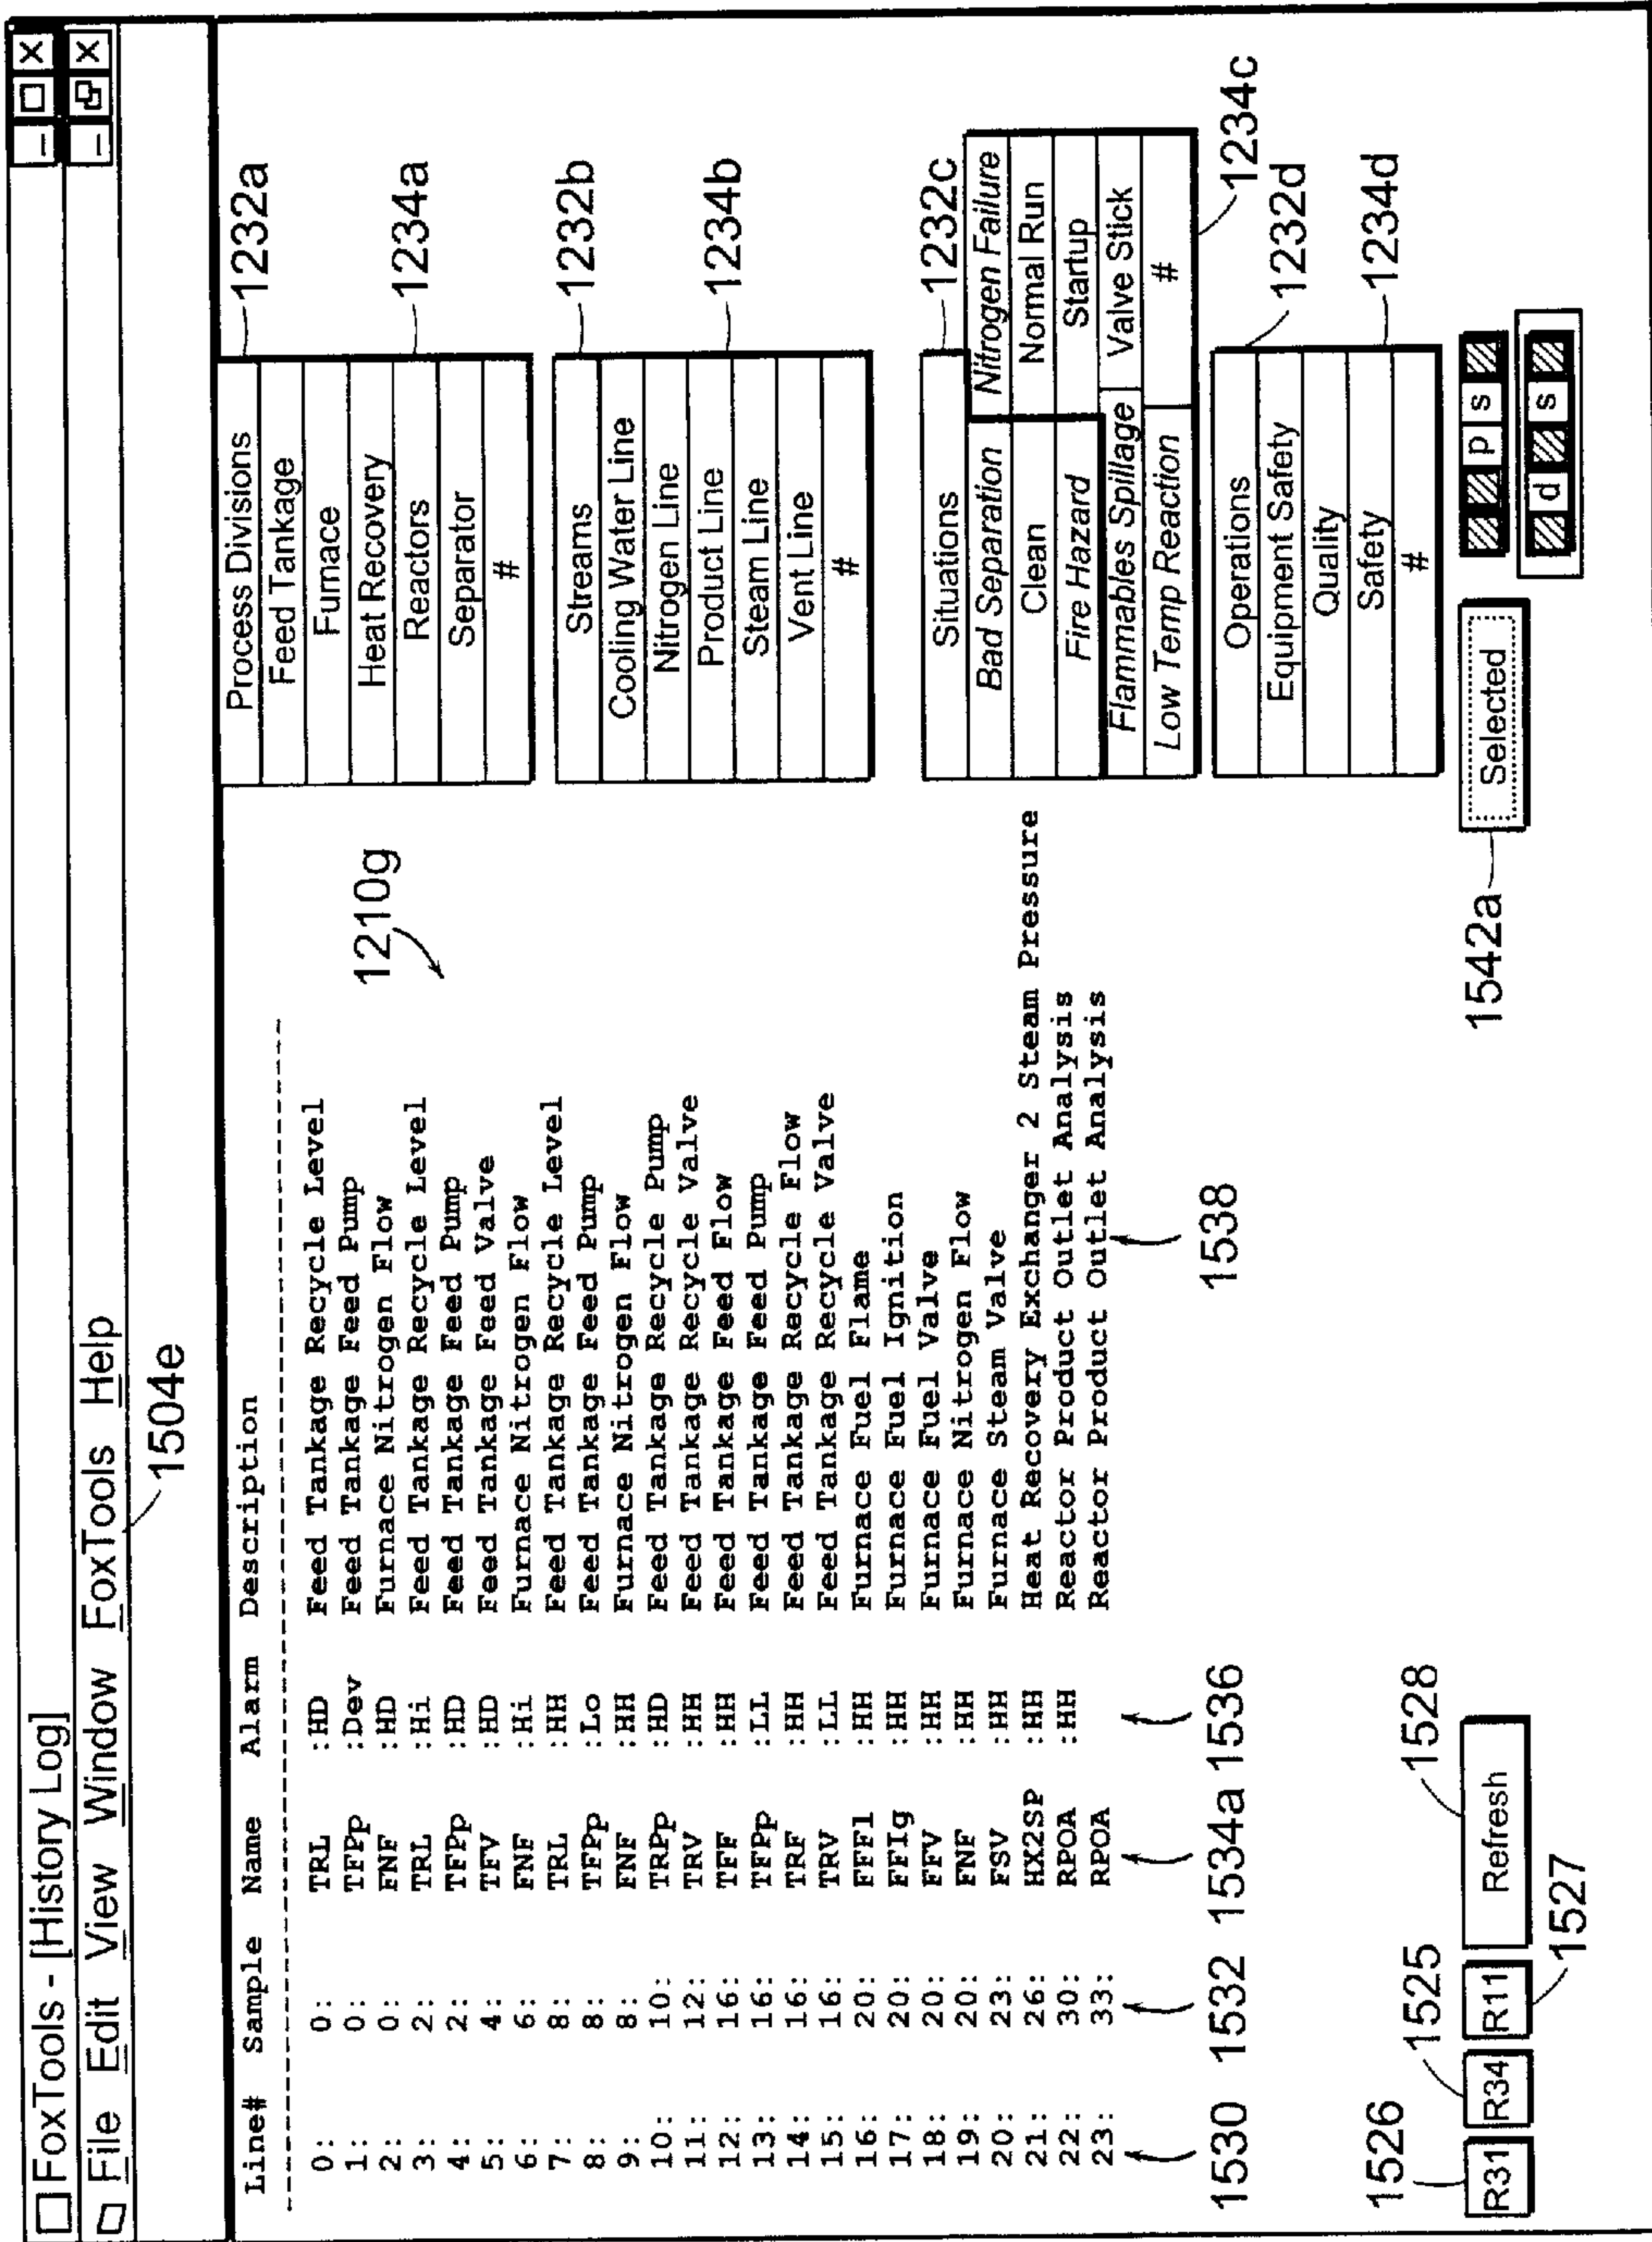 FoxTools - [History Log]
File Edit View Window FoxTools Help
1504e
Line# Sample Name Alarm Description
0: 0: TRL :HD Feed Tankage Recycle Level
1: 0: TFPp :Dev Feed Tankage Feed Pump
2: 0: FNF :HD Furnace Nitrogen Flow
3: 2: TRL :Hi Feed Tankage Recycle Level
4: 2: TFPp :HD Feed Tankage Feed Pump
5: 4: TFV :HD Feed Tankage Feed Valve
6: 6: FNF :Hi Furnace Nitrogen Flow
7: 8: TRL :HH Feed Tankage Recycle Level
8: 8: TFPp :Lo Feed Tankage Feed Pump
9: 8: FNF :HH Furnace Nitrogen Flow
10: 10: TRPp :HD Feed Tankage Recycle Pump
11: 12: TRV :HH Feed Tankage Recycle Valve
12: 16: TFF :HH Feed Tankage Feed Flow
13: 16: TFPp :LL Feed Tankage Feed Pump
14: 16: TRF :HH Feed Tankage Recycle Flow
15: 16: TRV :LL Feed Tankage Recycle Valve
16: 20: FFFl :HH Furnace Fuel Flame
17: 20: FFIg :HH Furnace Fuel Ignition
18: 20: FFV :HH Furnace Fuel Valve
19: 20: FNF :HH Furnace Nitrogen Flow
20: 23: FSV :HH Furnace Steam Valve
21: 26: HX2SP :HH Heat Recovery Exchanger 2 Steam Pressure
22: 30: RPOA :HH Reactor Product Outlet Analysis
23: 33: RPOA Reactor Product Outlet Analysis
1530 1532 1534a 1536 1538
1210g
Process Divisions 1232a
Feed Tankage
Furnace
Heat Recovery
Reactors 1234a
Separator
#
Streams 1232b
Cooling Water Line
Nitrogen Line
Product Line 1234b
Steam Line
Vent Line
#
Situations 1232c
Bad Separation Nitrogen Failure
Clean Normal Run
Fire Hazard Startup
Flammables Spillage Valve Stick
Low Temp Reaction #
1234c
Operations 1232d
Equipment Safety
Quality
Safety 1234d
#
1526 1525 1528
R31 R34 R11 Refresh
1527
1542a Selected
p s
d s